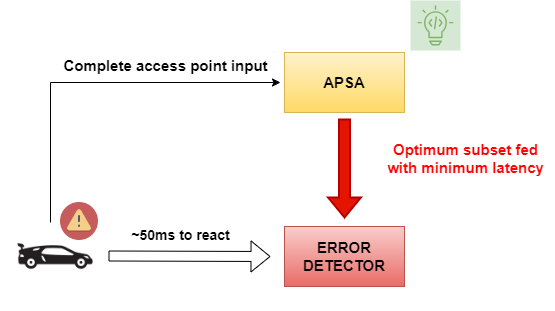 Complete access point input
APSA
Optimum subset fed
with minimum latency
~50ms to react
ERROR
DETECTOR